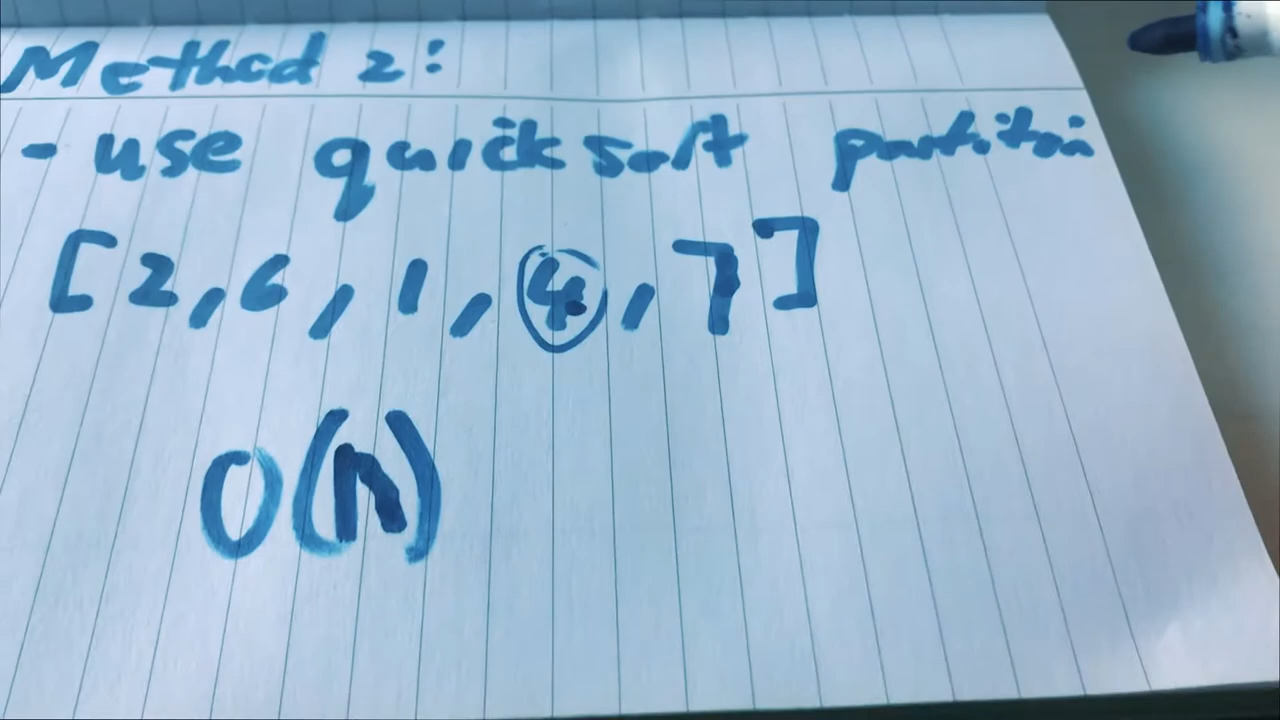 Method 2:
- use quicksort partition
[2,6,1,4,7]
O(n)